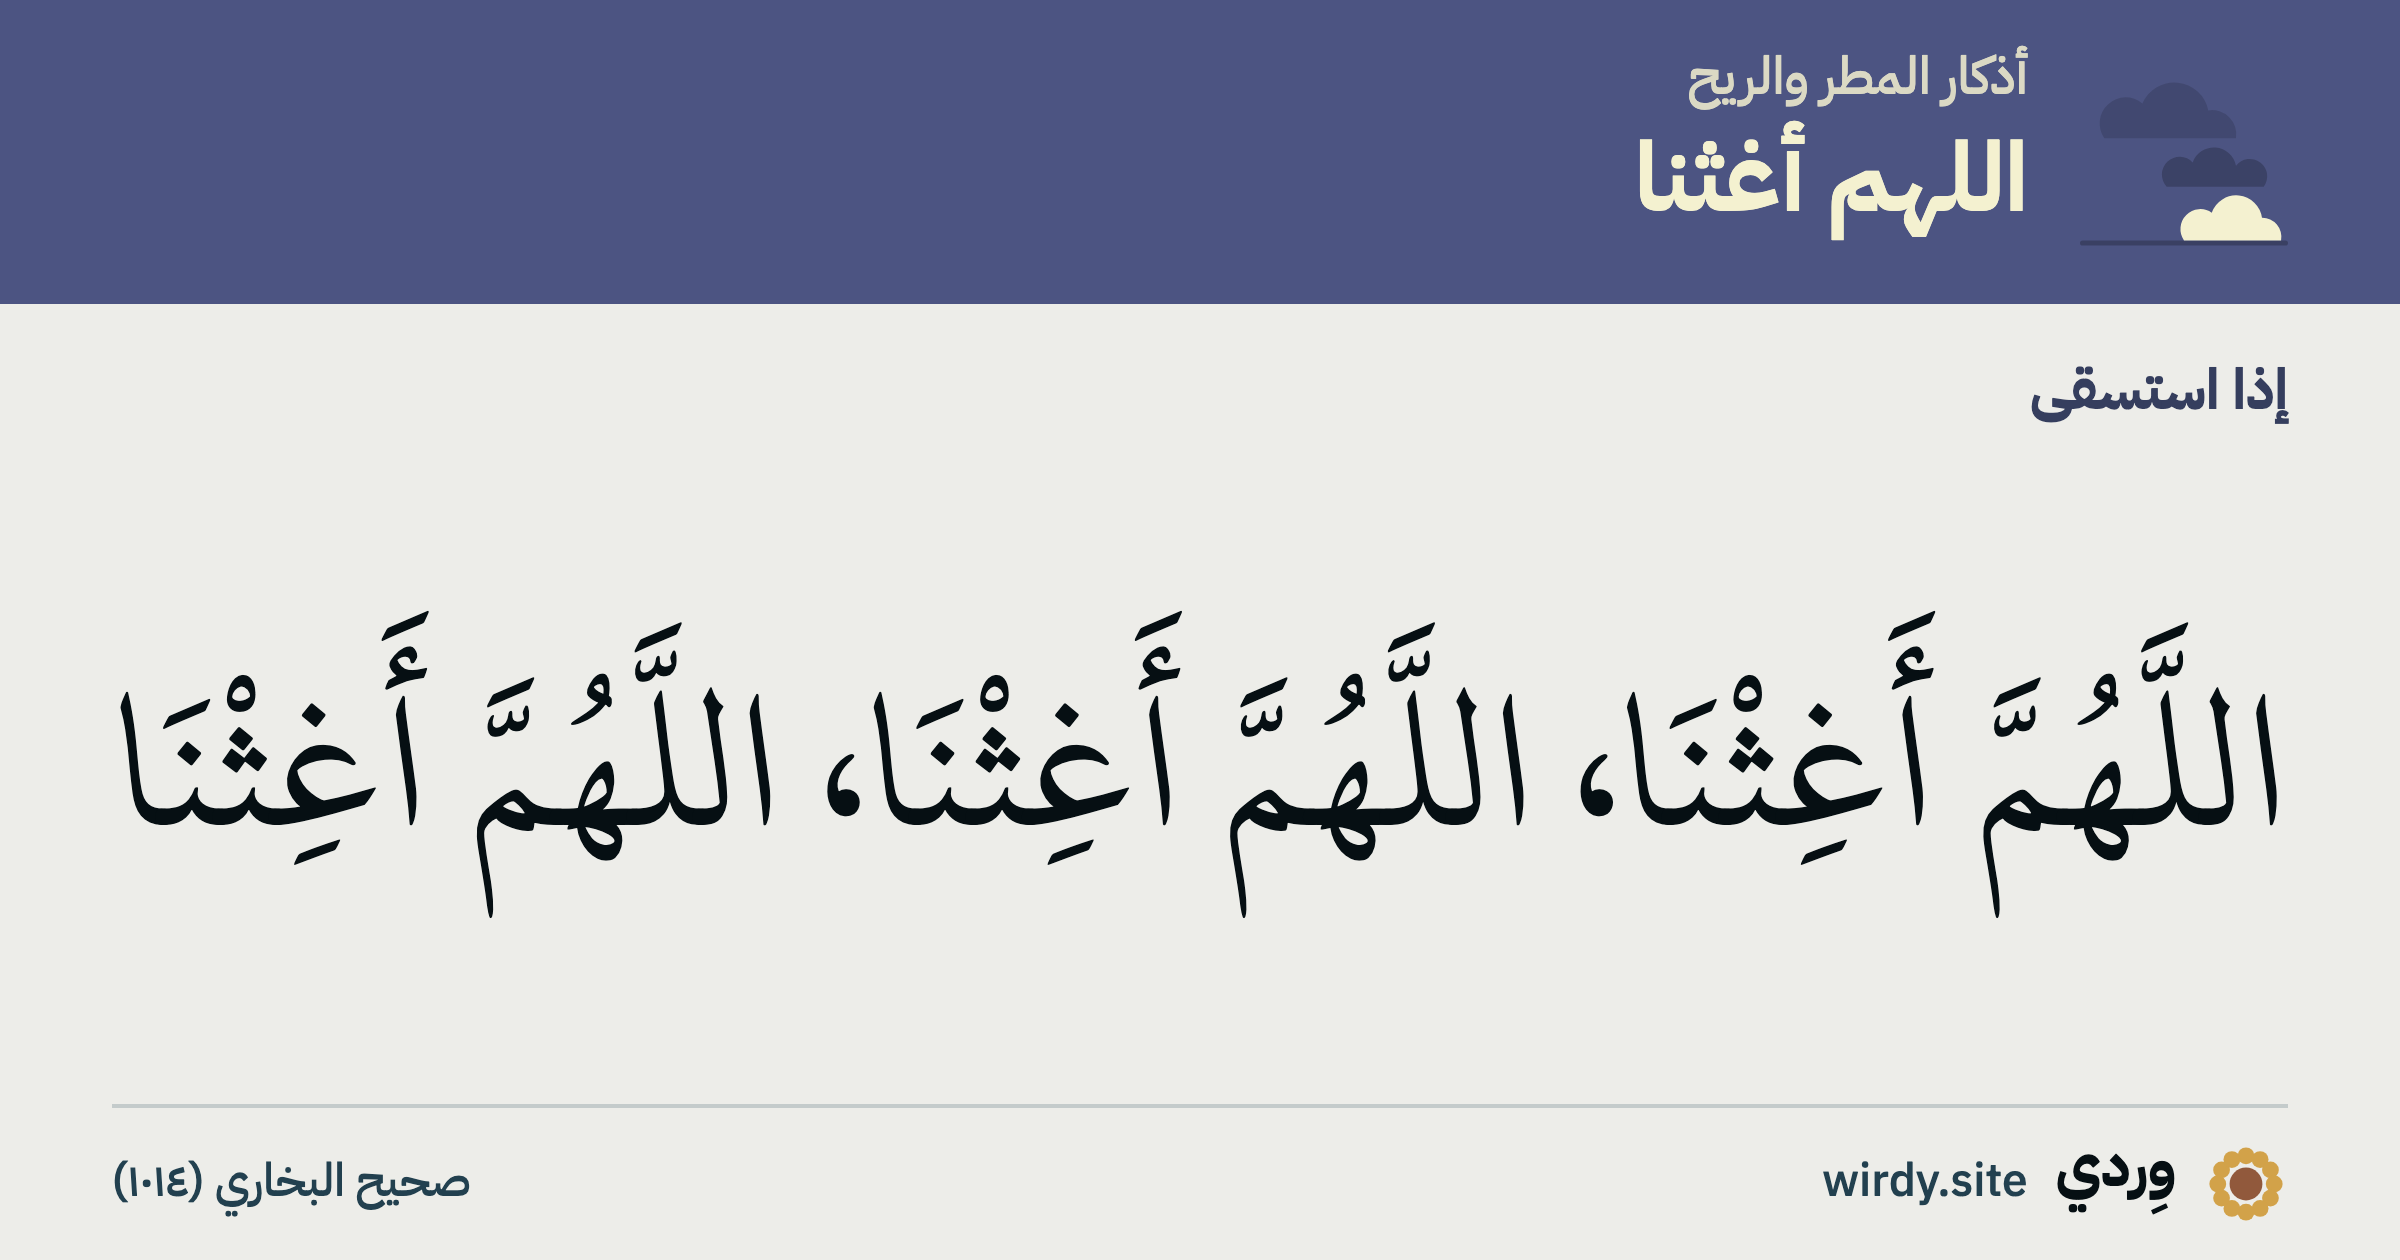 أذكار المطر والريح
اللهم أغثنا
إذا استسقى
اللَّهُمَّ أَغِثْنَا، اللَّهُمَّ أَغِثْنَا، اللَّهُمَّ أَغِثْنَا
وِردي wirdy.site
صحيح البخاري (١٠١٤)